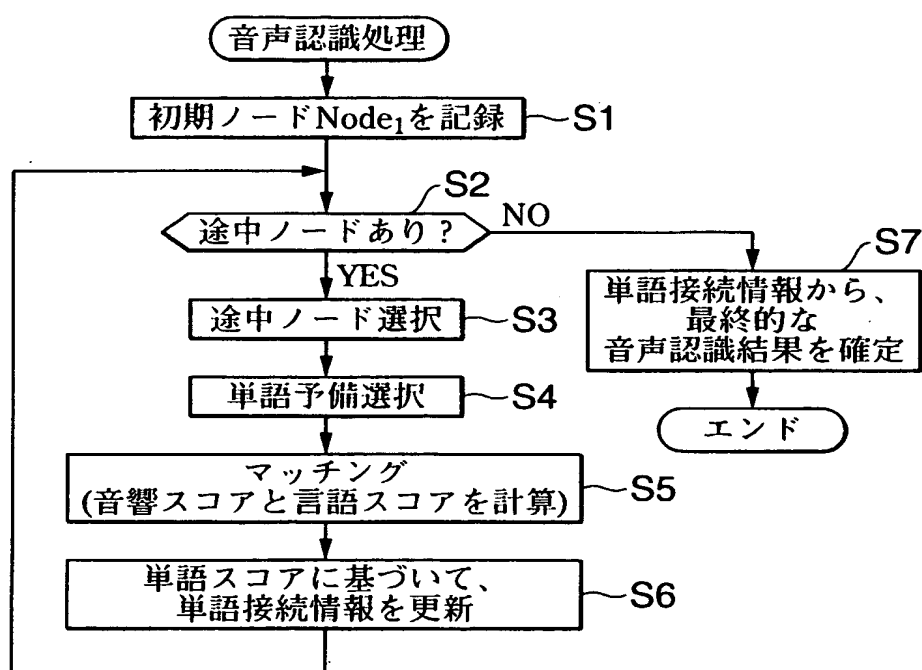 音声認識処理
初期ノードNode₁を記録
S1
S2
途中ノードあり?
NO
YES
S7
単語接続情報から、
最終的な
音声認識結果を確定
途中ノード選択
S3
単語予備選択
S4
エンド
マッチング
(音響スコアと言語スコアを計算)
S5
単語スコアに基づいて、
単語接続情報を更新
S6